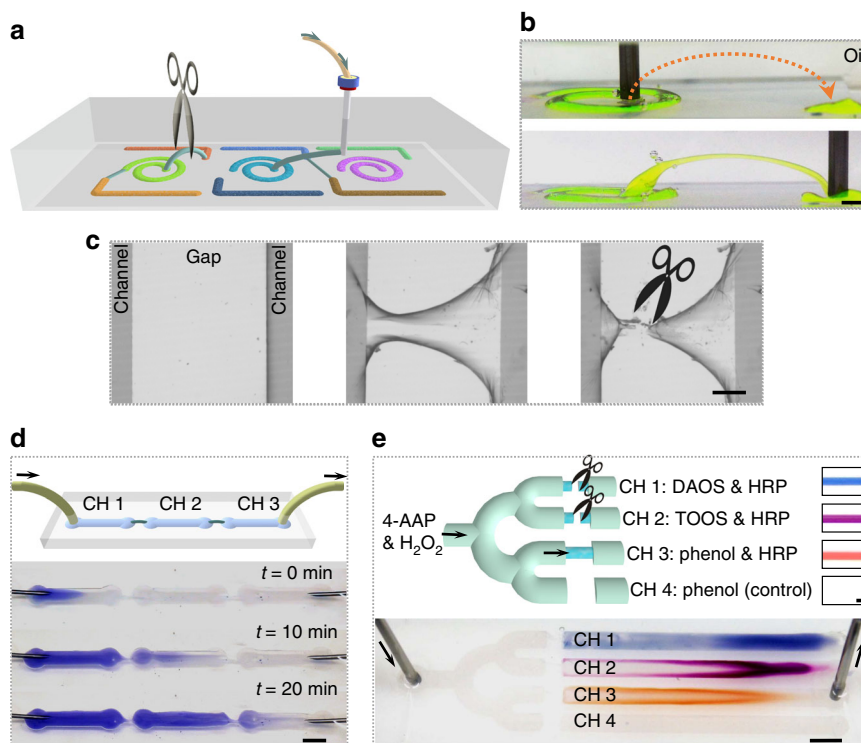 a
b
Oi
c
Channel
Gap
Channel
d
CH 1 CH 2 CH 3
t = 0 min
t = 10 min
t = 20 min
e
4-AAP
& H₂O₂
CH 1: DAOS & HRP
CH 2: TOOS & HRP
CH 3: phenol & HRP
CH 4: phenol (control)
CH 1
CH 2
CH 3
CH 4